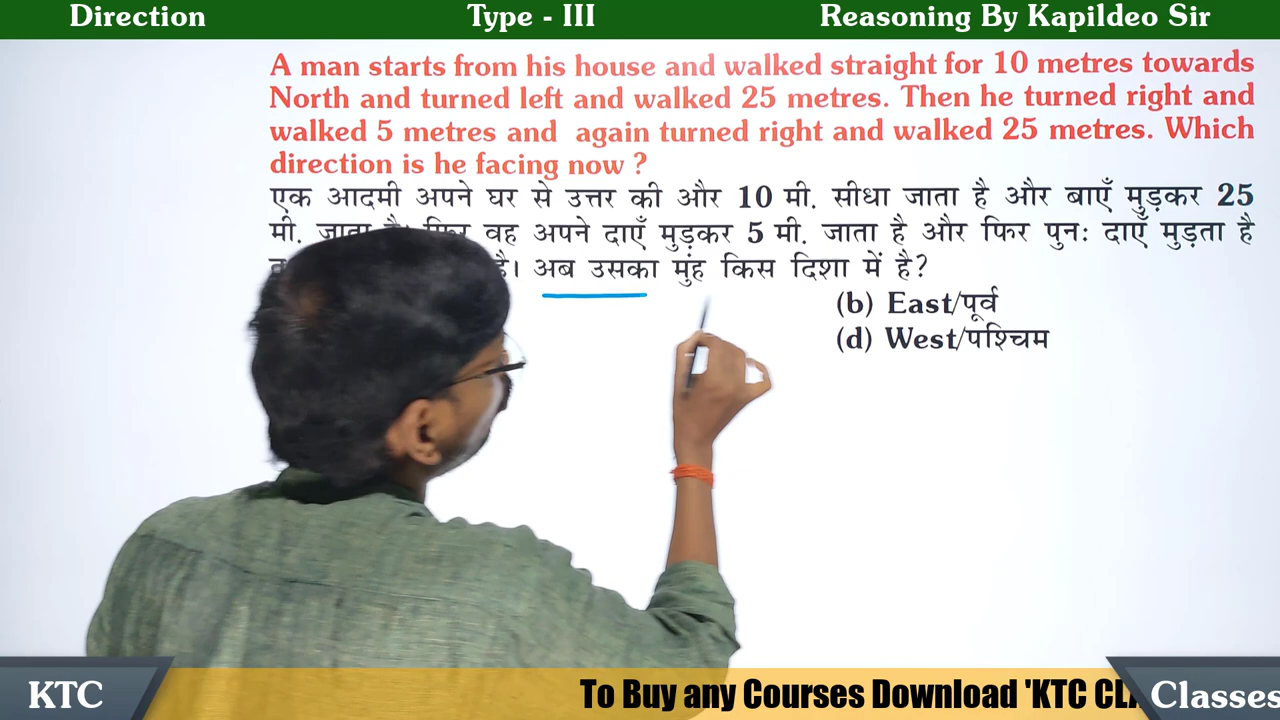 Direction Type - III Reasoning By Kapildeo Sir
A man starts from his house and walked straight for 10 metres towards
North and turned left and walked 25 metres. Then he turned right and
walked 5 metres and again turned right and walked 25 metres. Which
direction is he facing now ?
एक आदमी अपने घर से उत्तर की और 10 मी. सीधा जाता है और बाएँ मुड़कर 25
मी. जाता है। फिर वह अपने दाएँ मुड़कर 5 मी. जाता है और फिर पुनः दाएँ मुड़ता है
है। अब उसका मुंह किस दिशा में है?
(b) East/पूर्व
(d) West/पश्चिम
KTC To Buy any Courses Download 'KTC Classes